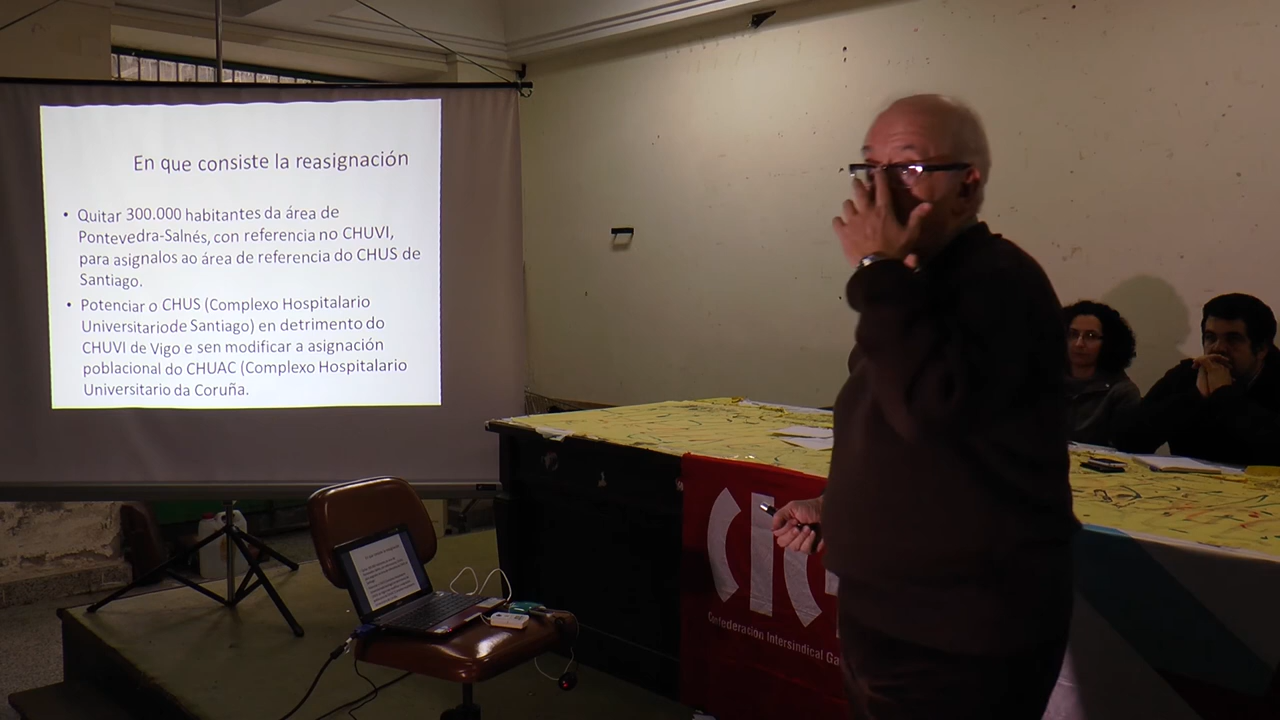 En que consiste la reasignación
• Quitar 300.000 habitantes da área de
Pontevedra-Salnés, con referencia no CHUVI,
para asignalos ao área de referencia do CHUS de
Santiago.
• Potenciar o CHUS (Complexo Hospitalario
Universitariode Santiago) en detrimento do
CHUVI de Vigo e sen modificar a asignación
poblacional do CHUAC (Complexo Hospitalario
Universitario da Coruña.
Confederación Intersindical Ga